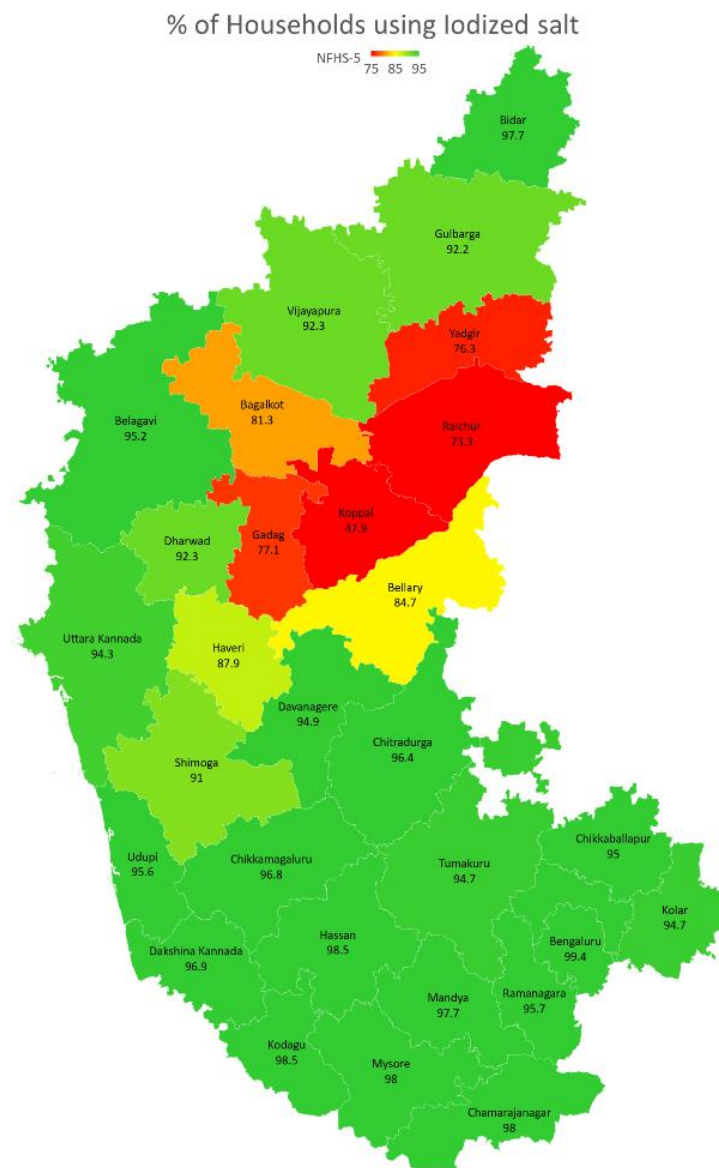 % of Households using Iodized salt
NFHS-5
75 85 95
Bidar
97.7
Gulbarga
92.2
Vijayapura
92.3
Yadgir
76.3
Bagalkot
81.3
Belagavi
95.2
Raichur
73.3
Koppal
47.9
Gadag
77.1
Dharwad
92.3
Bellary
84.7
Uttara Kannada
94.3
Haveri
87.9
Davanagere
94.9
Chitradurga
96.4
Shimoga
91
Chikkaballapur
95
Udupi
95.6
Chikkamagaluru
96.8
Tumakuru
94.7
Kolar
94.7
Hassan
98.5
Bengaluru
99.4
Dakshina Kannada
96.9
Mandya
97.7
Ramanagara
95.7
Kodagu
98.5
Mysore
98
Chamarajanagar
98